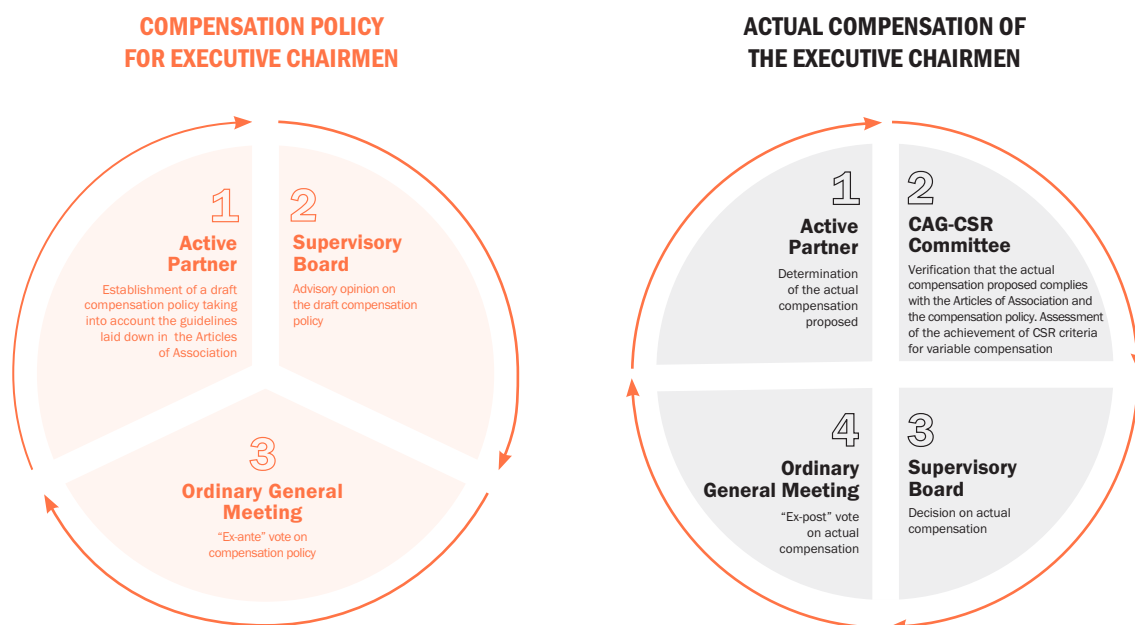 COMPENSATION POLICY
FOR EXECUTIVE CHAIRMEN
1
Active
Partner
Establishment of a draft
compensation policy taking
into account the guidelines
laid down in the Articles
of Association
2
Supervisory
Board
Advisory opinion on
the draft compensation
policy
3
Ordinary General
Meeting
“Ex-ante” vote on
compensation policy
ACTUAL COMPENSATION OF
THE EXECUTIVE CHAIRMEN
1
Active
Partner
Determination
of the actual
compensation
proposed
2
CAG-CSR
Committee
Verification that the actual
compensation proposed complies
with the Articles of Association and
the compensation policy. Assessment
of the achievement of CSR criteria
for variable compensation
3
Supervisory
Board
Decision on actual
compensation
4
Ordinary
General Meeting
“Ex-post” vote
on actual
compensation